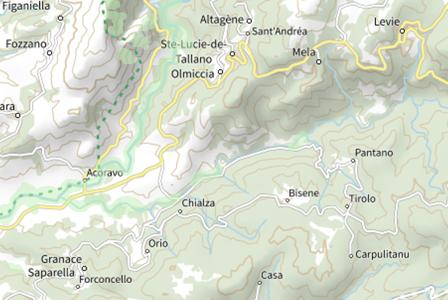 Figaniella
Altagène
Levie
Sant'Andréa
Fozzano
Ste-Lucie-de-
Tallano
Mela
Olmiccia
ara
Pantano
Acoravo
Bisene
Tirolo
Chialza
Orio
Carpulitanu
Granace
Saparella
Forconcello
Casa